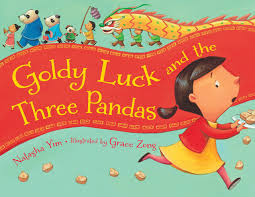 Goldy Luck and the
Three Pandas
Natasha Yim · Illustrated by Grace Zong